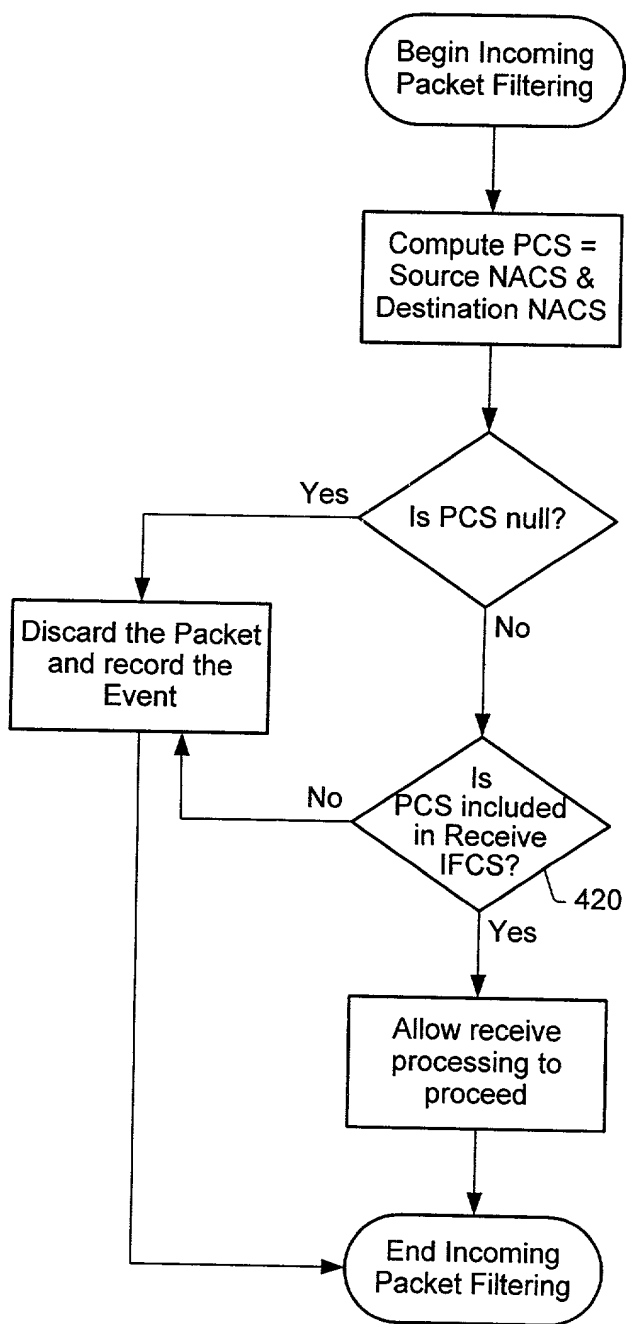 Begin Incoming
Packet Filtering
Compute PCS =
Source NACS &
Destination NACS
Yes
Is PCS null?
Discard the Packet
and record the
Event
No
No
Is
PCS included
in Receive
IFCS?
420
Yes
Allow receive
processing to
proceed
End Incoming
Packet Filtering